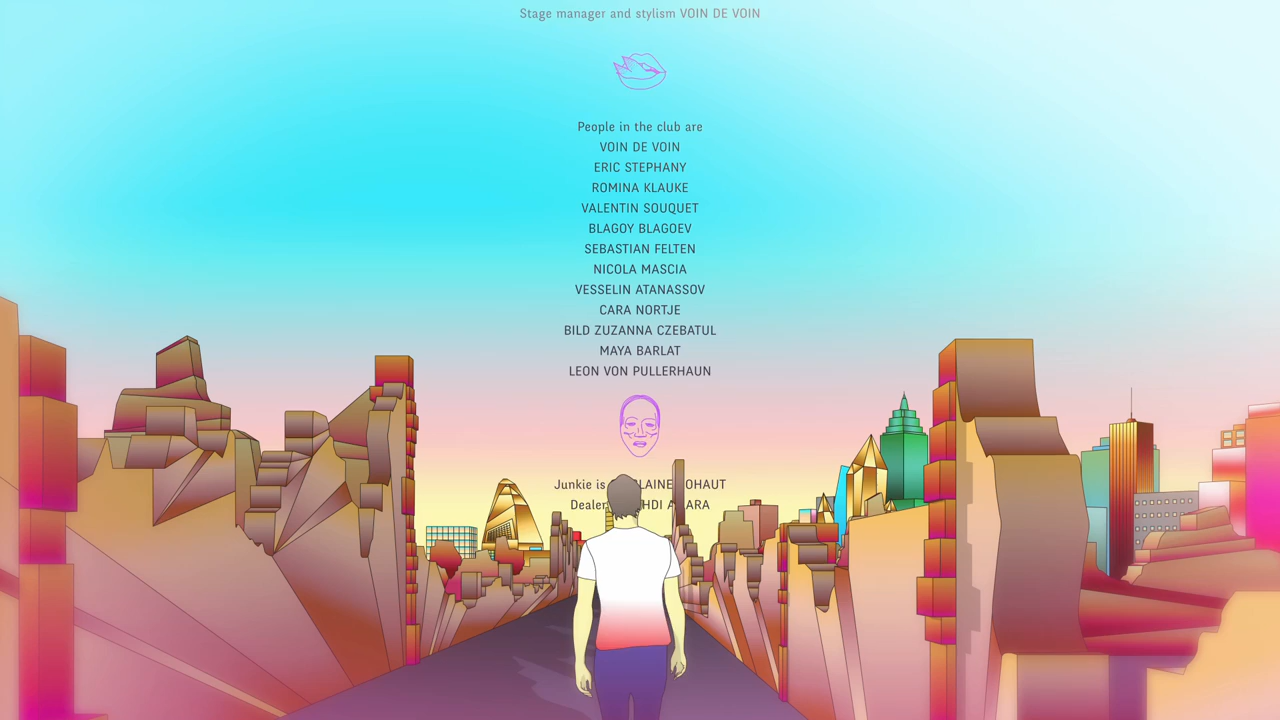 Stage manager and stylism VOIN DE VOIN
People in the club are
VOIN DE VOIN
ERIC STEPHANY
ROMINA KLAUKE
VALENTIN SOUQUET
BLAGOY BLAGOEV
SEBASTIAN FELTEN
NICOLA MASCIA
VESSELIN ATANASSOV
CARA NORTJE
BILD ZUZANNA CZEBATUL
MAYA BARLAT
LEON VON PULLERHAUN
Junkie is
Dealer